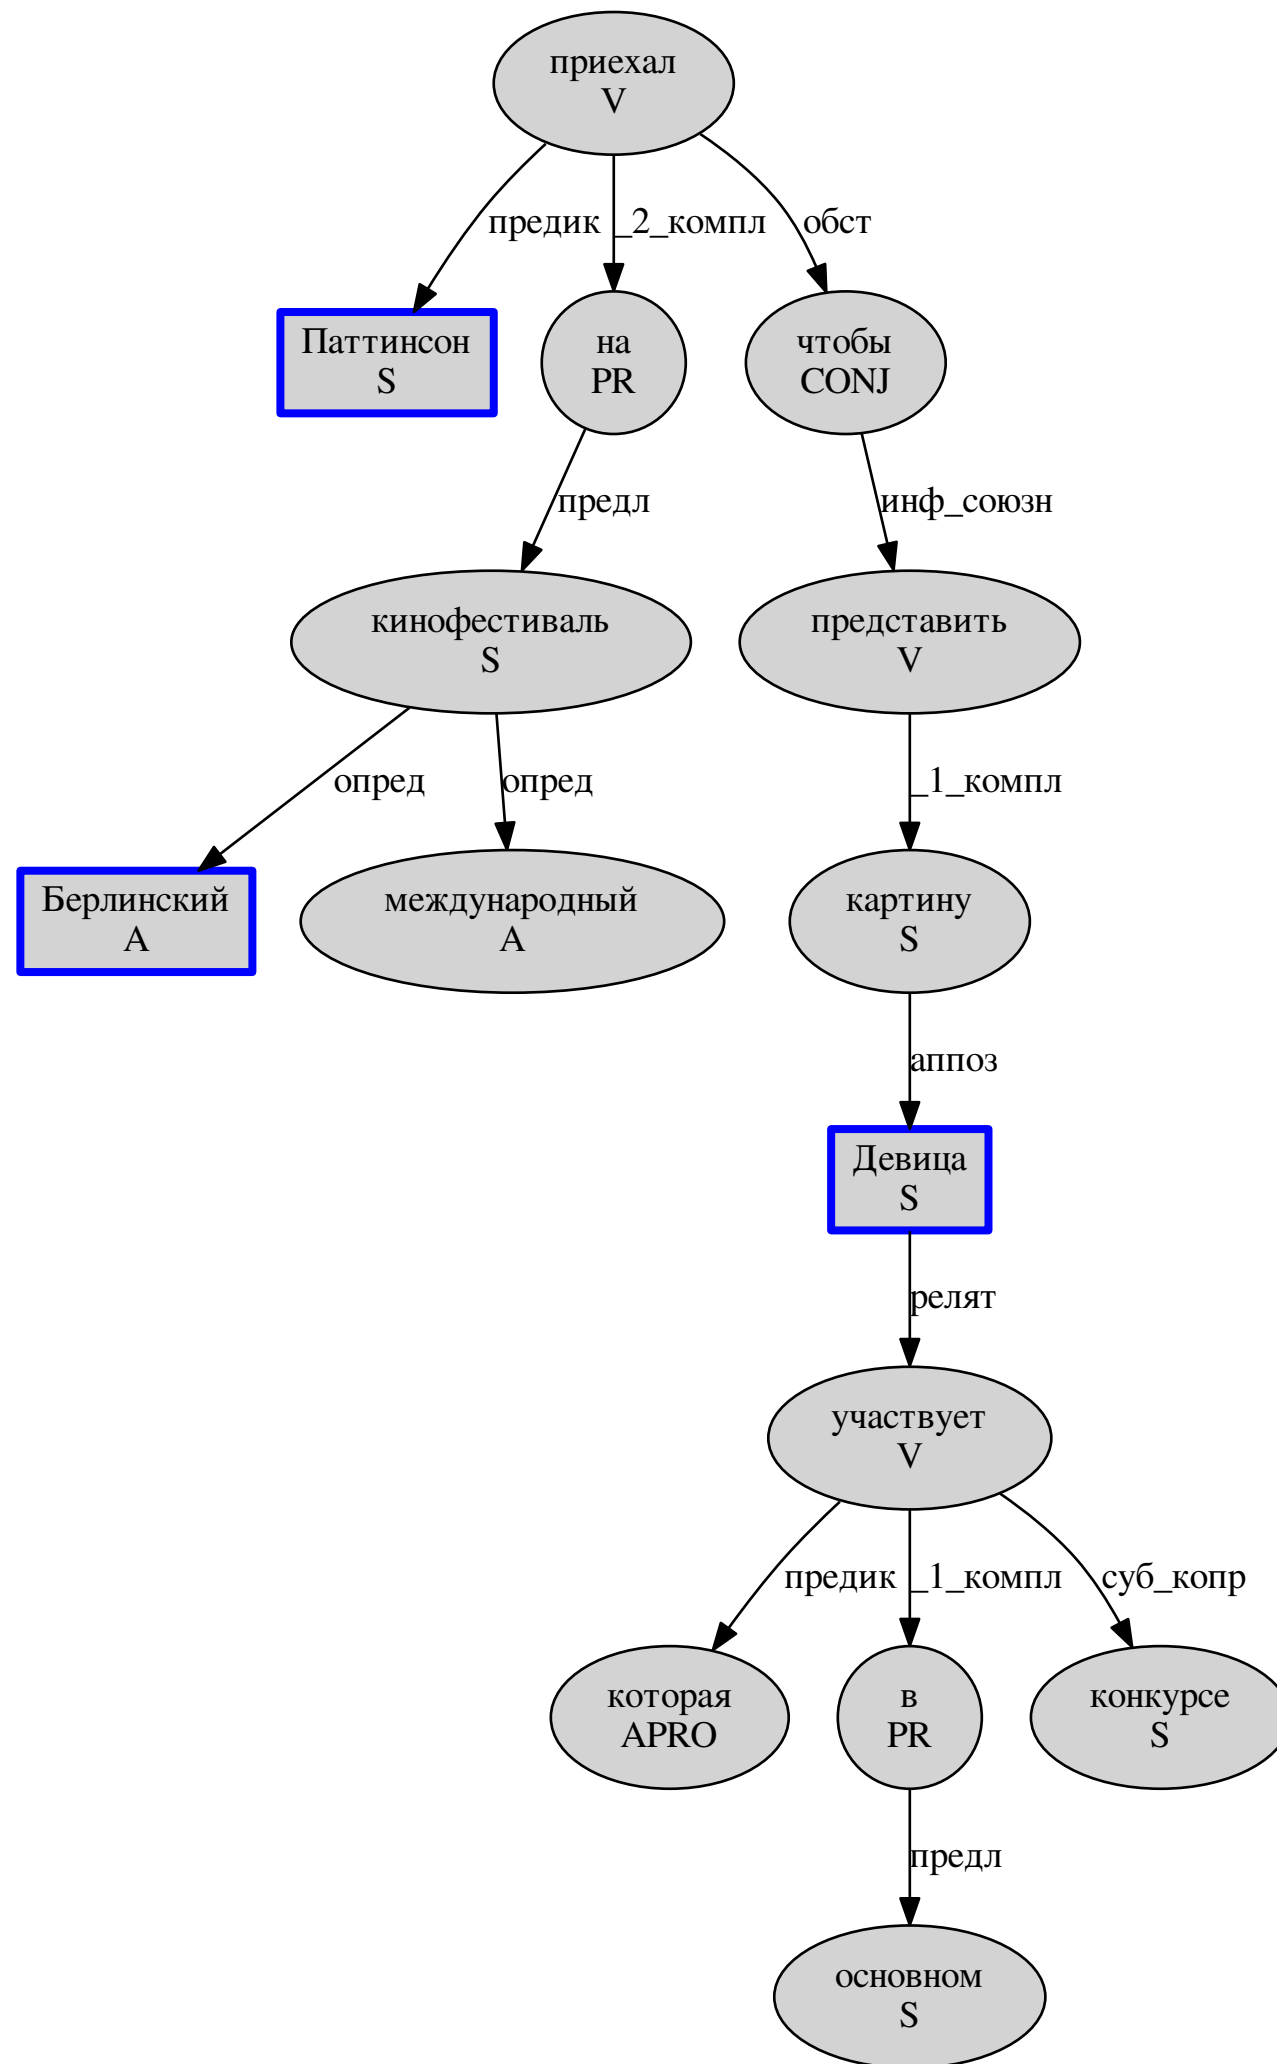 приехал
V
предик _2_компл обст
Паттинсон
S
на
PR
чтобы
CONJ
предл
инф_союзн
кинофестиваль
S
представить
V
опред
опред
_1_компл
Берлинский
A
международный
A
картину
S
аппоз
Девица
S
релят
участвует
V
предик _1_компл суб_копр
которая
APRO
в
PR
конкурсе
S
предл
основном
S